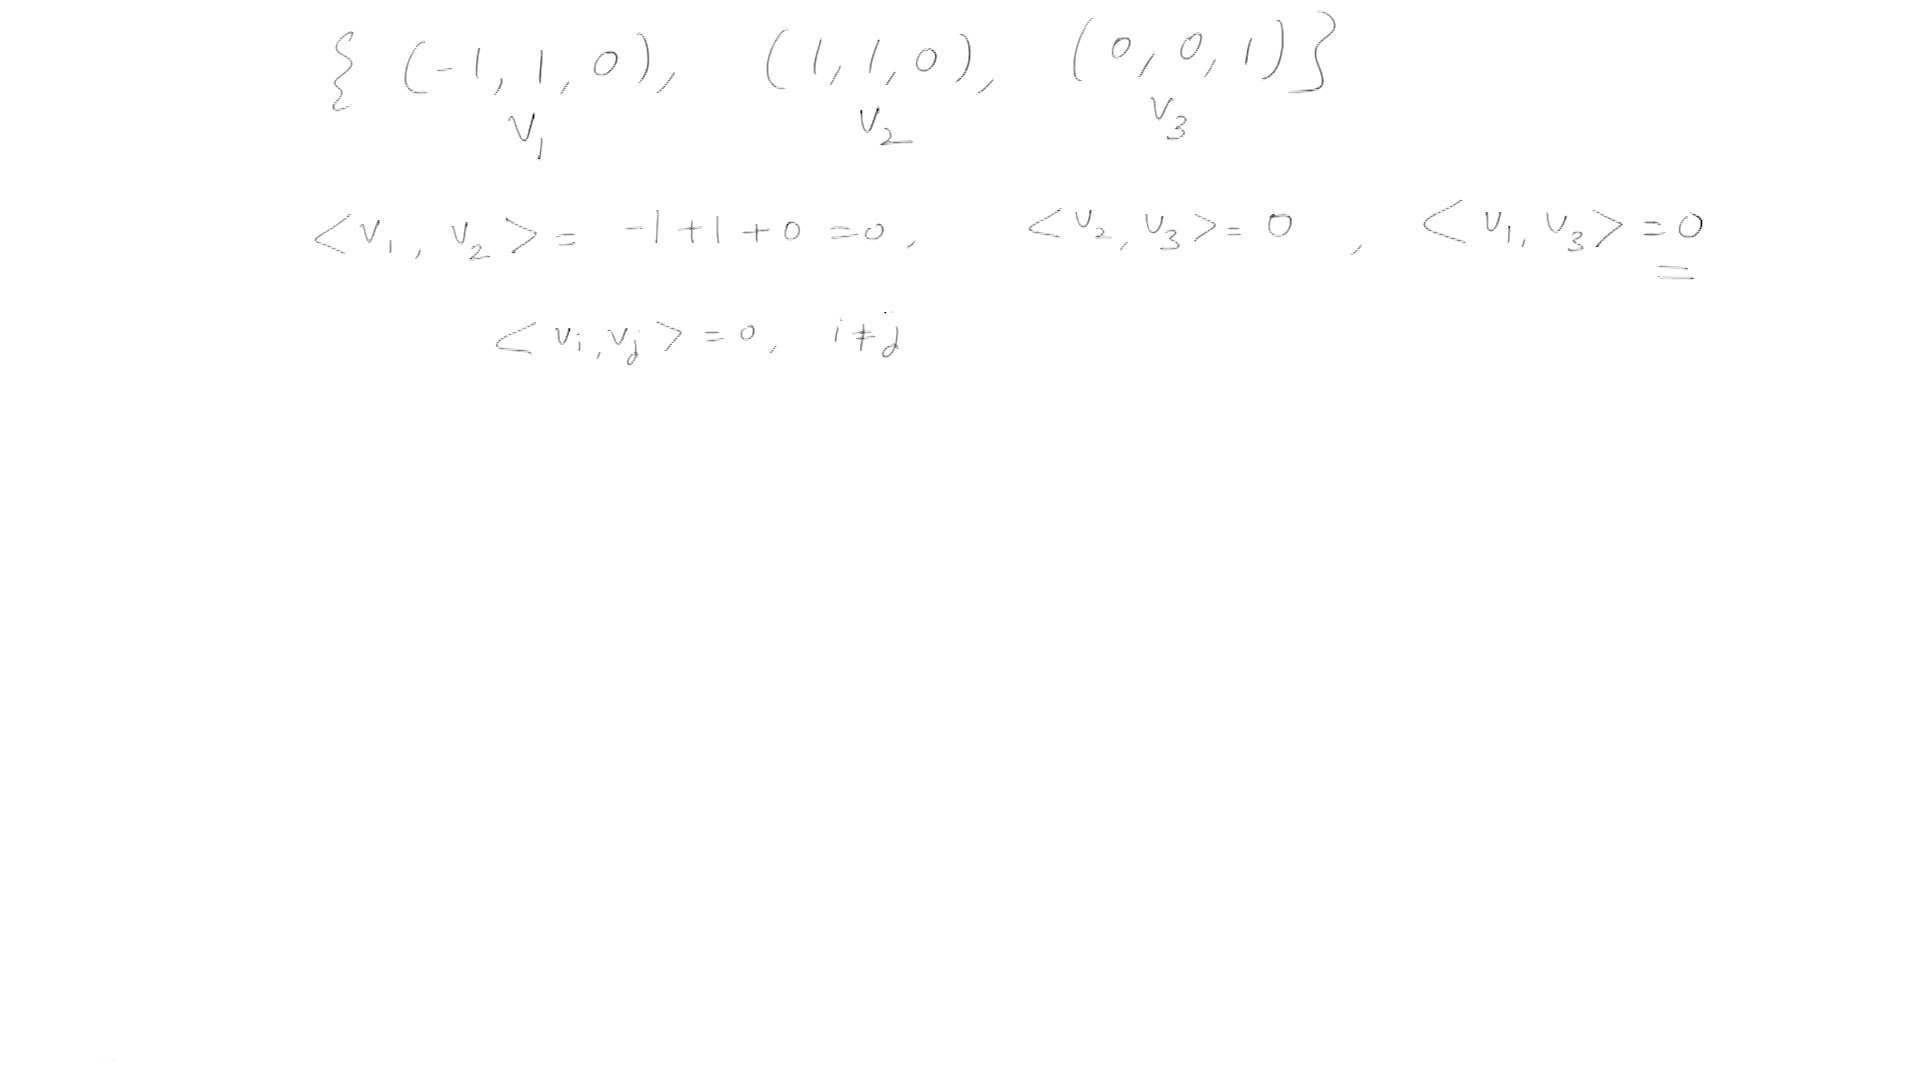 { (-1, 1, 0), (1, 1, 0), (0, 0, 1) }
v₁ v₂ v₃
<v₁, v₂> = -1 + 1 + 0 = 0, <v₂, v₃> = 0, <v₁, v₃> = 0
<vᵢ, vⱼ> = 0, i ≠ j